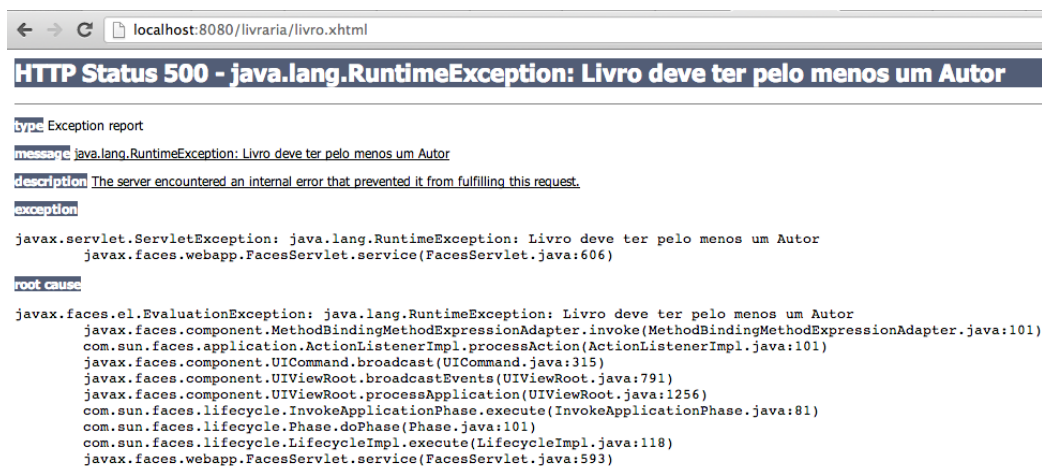 localhost:8080/livraria/livro.xhtml
HTTP Status 500 - java.lang.RuntimeException: Livro deve ter pelo menos um Autor
type Exception report
message java.lang.RuntimeException: Livro deve ter pelo menos um Autor
description The server encountered an internal error that prevented it from fulfilling this request.
exception
javax.servlet.ServletException: java.lang.RuntimeException: Livro deve ter pelo menos um Autor
javax.faces.webapp.FacesServlet.service(FacesServlet.java:606)
root cause
javax.faces.el.EvaluationException: java.lang.RuntimeException: Livro deve ter pelo menos um Autor
javax.faces.component.MethodBindingMethodExpressionAdapter.invoke(MethodBindingMethodExpressionAdapter.java:101)
com.sun.faces.application.ActionListenerImpl.processAction(ActionListenerImpl.java:101)
javax.faces.component.UICommand.broadcast(UICommand.java:315)
javax.faces.component.UIViewRoot.broadcastEvents(UIViewRoot.java:791)
javax.faces.component.UIViewRoot.processApplication(UIViewRoot.java:1256)
com.sun.faces.lifecycle.InvokeApplicationPhase.execute(InvokeApplicationPhase.java:81)
com.sun.faces.lifecycle.Phase.doPhase(Phase.java:101)
com.sun.faces.lifecycle.LifecycleImpl.execute(LifecycleImpl.java:118)
javax.faces.webapp.FacesServlet.service(FacesServlet.java:593)